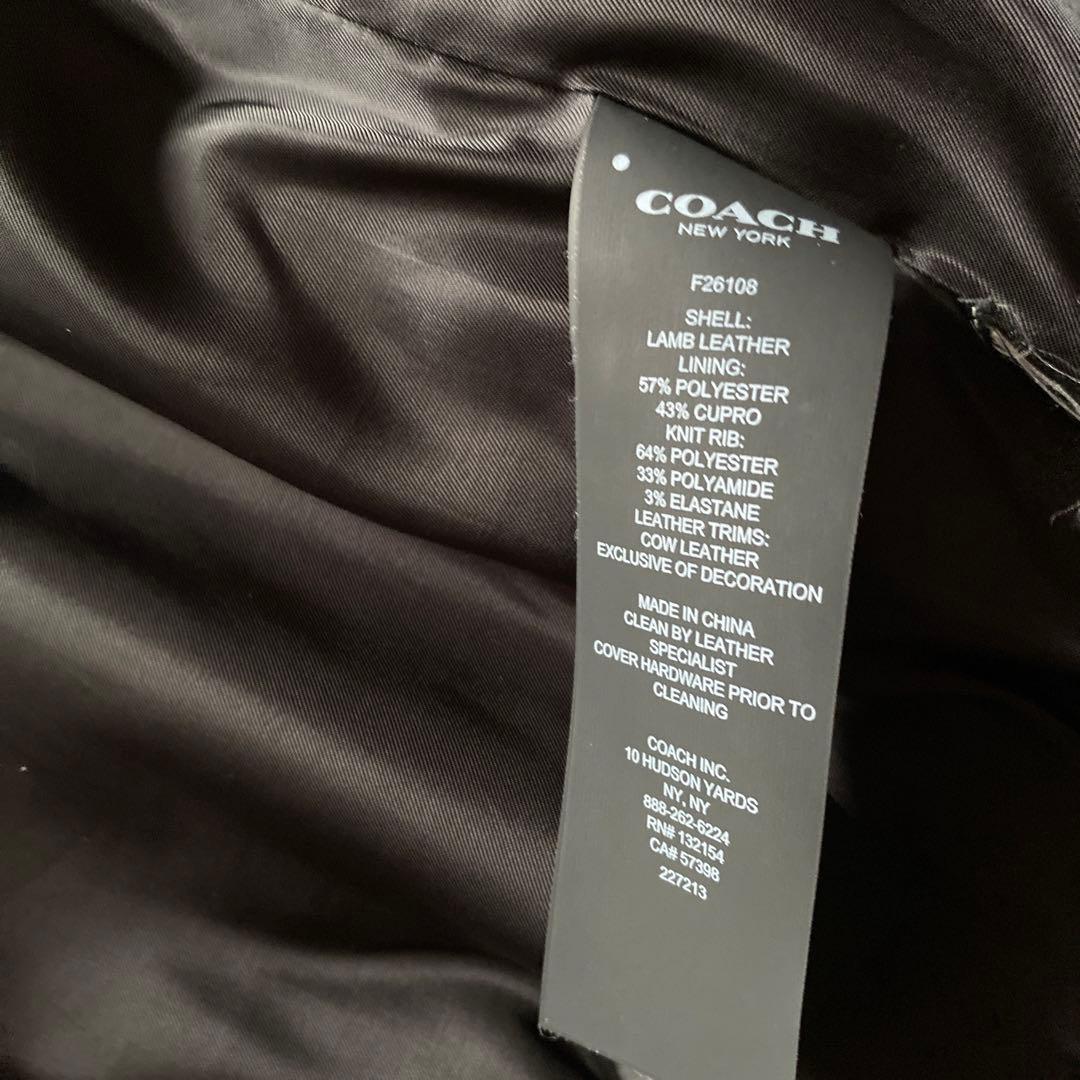 COACH
NEW YORK
F26108
SHELL:
LAMB LEATHER
LINING:
57% POLYESTER
43% CUPRO
KNIT RIB:
64% POLYESTER
33% POLYAMIDE
3% ELASTANE
LEATHER TRIMS:
COW LEATHER
EXCLUSIVE OF DECORATION
MADE IN CHINA
CLEAN BY LEATHER
SPECIALIST
COVER HARDWARE PRIOR TO
CLEANING
COACH INC.
10 HUDSON YARDS
NY, NY
888-262-6224
RN# 132154
CA# 57398
227213